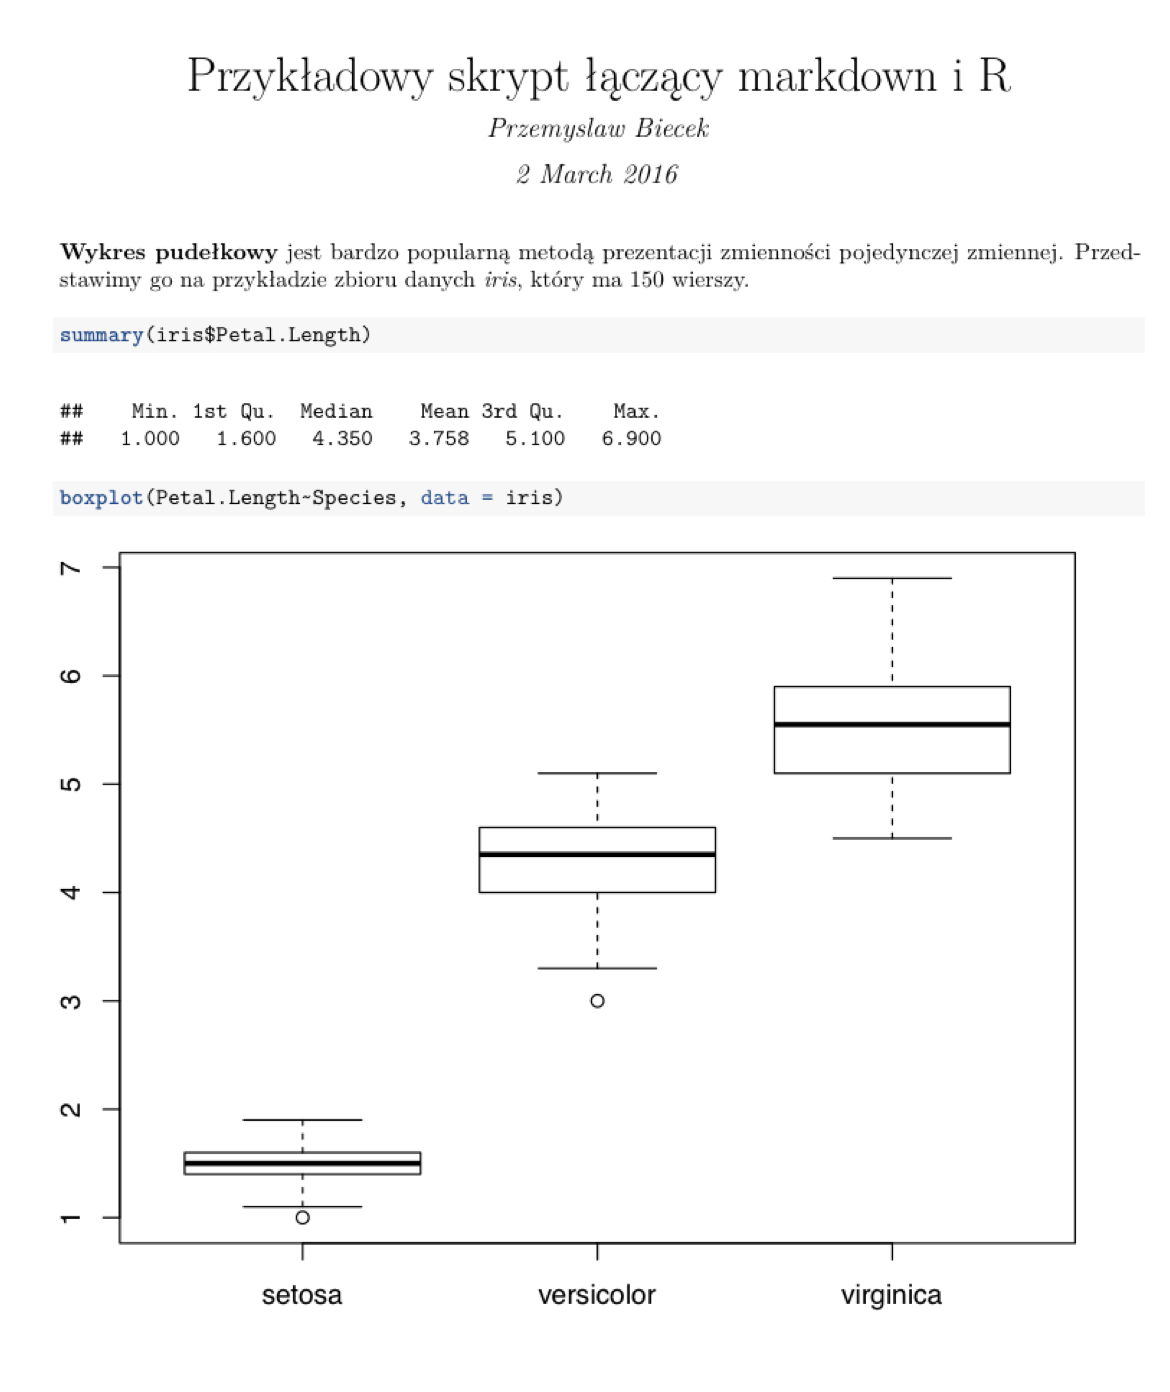 Przykładowy skrypt łączący markdown i R
Przemyslaw Biecek
2 March 2016
Wykres pudełkowy jest bardzo popularną metodą prezentacji zmienności pojedynczej zmiennej. Przed-
stawimy go na przykładzie zbioru danych iris, który ma 150 wierszy.
summary(iris$Petal.Length)
##    Min. 1st Qu.  Median    Mean 3rd Qu.    Max.
##   1.000   1.600   4.350   3.758   5.100   6.900
boxplot(Petal.Length~Species, data = iris)
7
6
5
4
3
2
1
setosa versicolor virginica